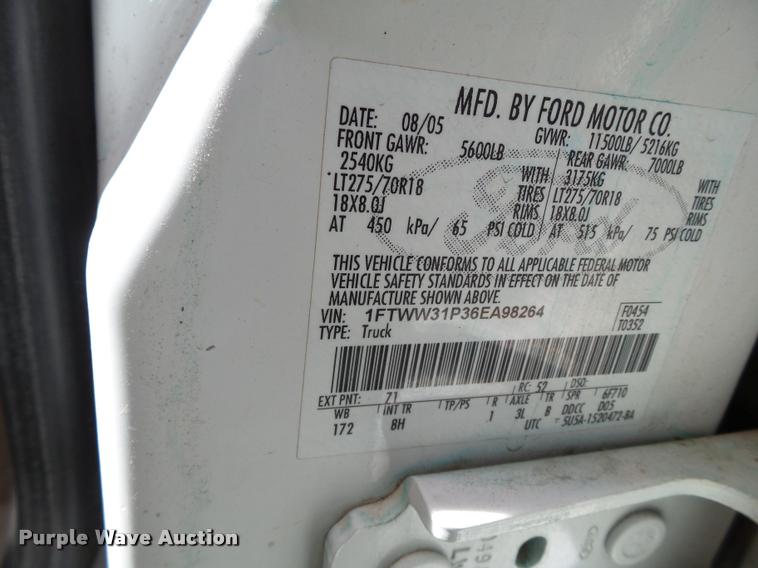 MFD. BY FORD MOTOR CO.
DATE: 08/05 GVWR: 11500LB/ 5216KG
FRONT GAWR: 5600LB REAR GAWR: 7000LB
2540KG WITH 3175KG WITH
LT275/70R18 TIRES LT275/70R18 TIRES
18X8.0J RIMS 18X8.0J RIMS
AT 450 kPa/ 65 PSI COLD AT 515 kPa/ 75 PSI COLD
Ford
THIS VEHICLE CONFORMS TO ALL APPLICABLE FEDERAL MOTOR
VEHICLE SAFETY STANDARDS IN EFFECT ON THE DATE OF
MANUFACTURE SHOWN ABOVE.
VIN: 1FTWW31P36EA98264 F0454
TYPE: Truck T0352
EXT PNT: Z1 RC: 52 DSO:
WB INT TR TP/PS R AXLE TR SPR 6F710
172 8H 1 3L B DDCC D05
UTC 5U5A-1520472-BA
Purple Wave Auction